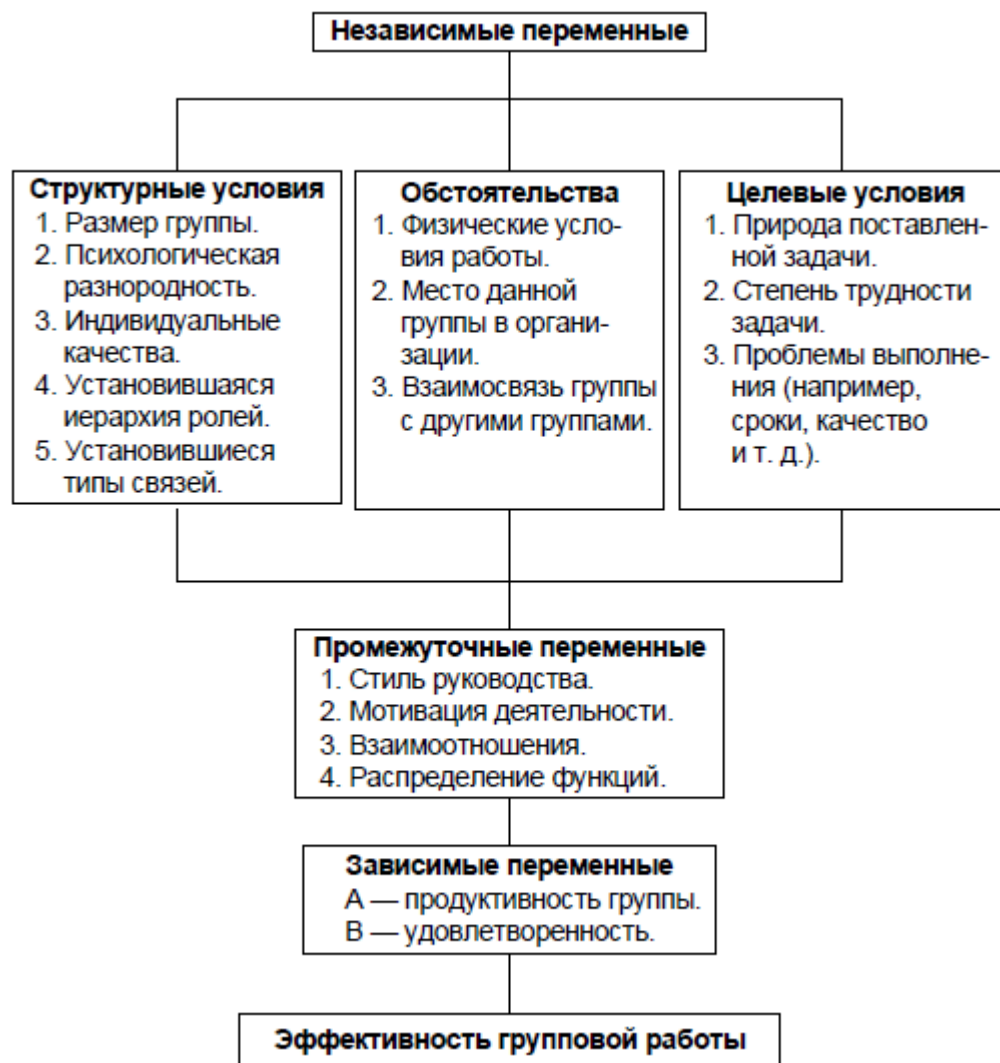 Независимые переменные
Структурные условия
1. Размер группы.
2. Психологическая
разнородность.
3. Индивидуальные
качества.
4. Установившаяся
иерархия ролей.
5. Установившиеся
типы связей.
Обстоятельства
1. Физические усло-
вия работы.
2. Место данной
группы в органи-
зации.
3. Взаимосвязь группы
с другими группами.
Целевые условия
1. Природа поставлен-
ной задачи.
2. Степень трудности
задачи.
3. Проблемы выполне-
ния (например,
сроки, качество
и т. д.).
Промежуточные переменные
1. Стиль руководства.
2. Мотивация деятельности.
3. Взаимоотношения.
4. Распределение функций.
Зависимые переменные
А — продуктивность группы.
В — удовлетворенность.
Эффективность групповой работы